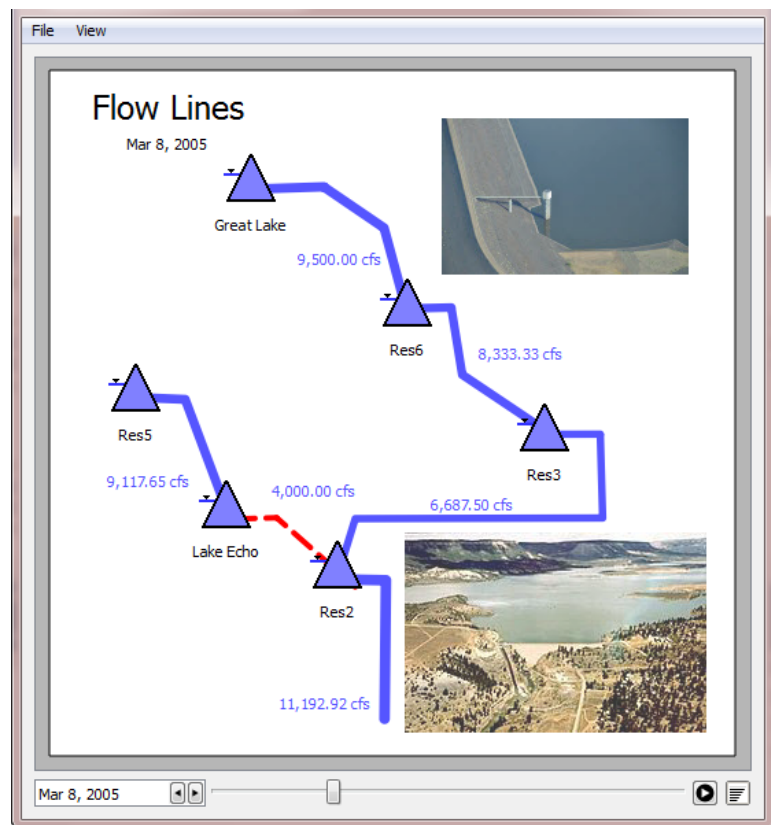 File View
Flow Lines
Mar 8, 2005
Great Lake
9,500.00 cfs
Res6
8,333.33 cfs
Res5
Res3
9,117.65 cfs
4,000.00 cfs
6,687.50 cfs
Lake Echo
Res2
11,192.92 cfs
Mar 8, 2005